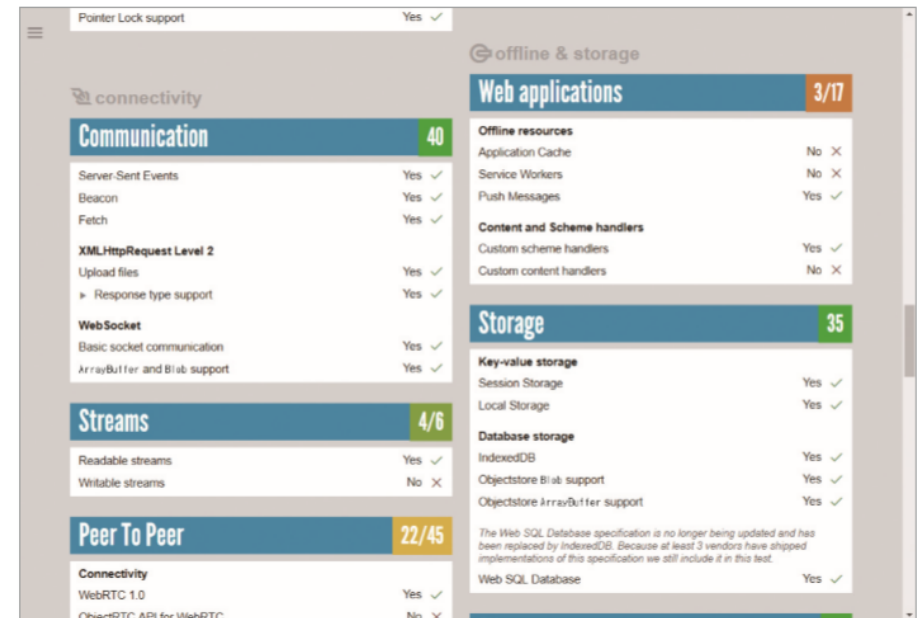 Pointer Lock support Yes
connectivity
Communication 40
Server-Sent Events Yes
Beacon Yes
Fetch Yes
XMLHttpRequest Level 2
Upload files Yes
Response type support Yes
WebSocket
Basic socket communication Yes
ArrayBuffer and Blob support Yes
Streams 4/6
Readable streams Yes
Writable streams No
Peer To Peer 22/45
Connectivity
WebRTC 1.0 Yes
ObjectRTC API for WebRTC No
offline & storage
Web applications 3/17
Offline resources
Application Cache No
Service Workers No
Push Messages Yes
Content and Scheme handlers
Custom scheme handlers Yes
Custom content handlers No
Storage 35
Key-value storage
Session Storage Yes
Local Storage Yes
Database storage
IndexedDB Yes
Objectstore Blob support Yes
Objectstore ArrayBuffer support Yes
The Web SQL Database specification is no longer being updated and has
been replaced by IndexedDB. Because at least 3 vendors have shipped
implementations of this specification we still include it in this test.
Web SQL Database Yes